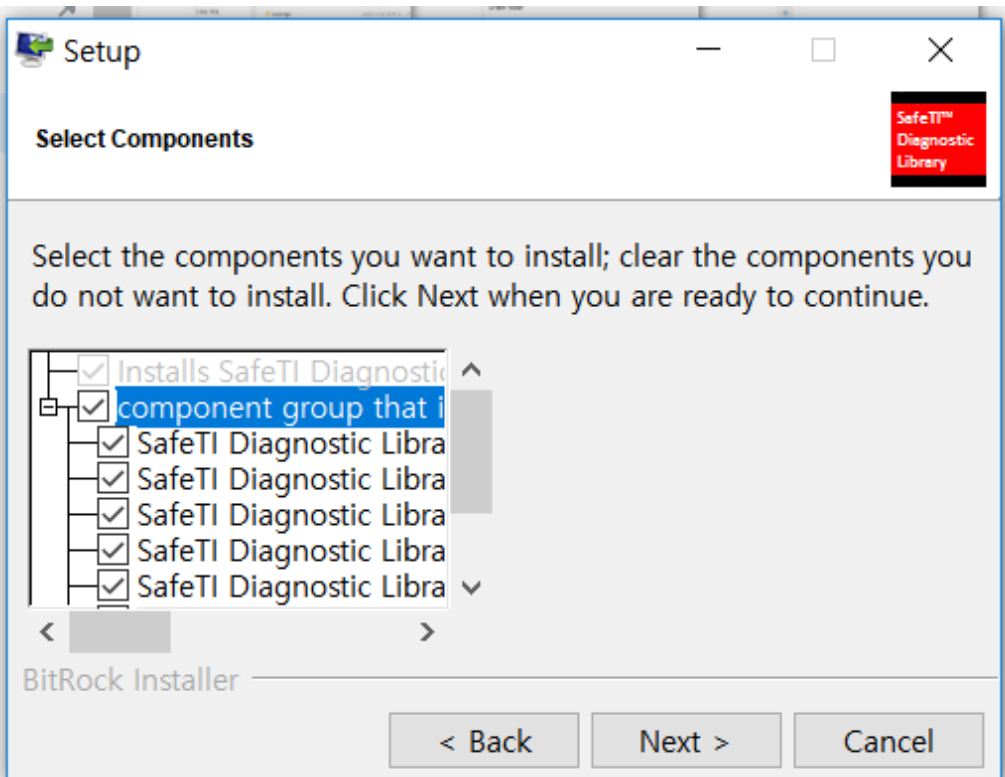 Setup
Select Components
SafeTI™
Diagnostic
Library
Select the components you want to install; clear the components you
do not want to install. Click Next when you are ready to continue.
Installs SafeTI Diagnostic
component group that i
SafeTI Diagnostic Libra
SafeTI Diagnostic Libra
SafeTI Diagnostic Libra
SafeTI Diagnostic Libra
SafeTI Diagnostic Libra
BitRock Installer
< Back
Next >
Cancel